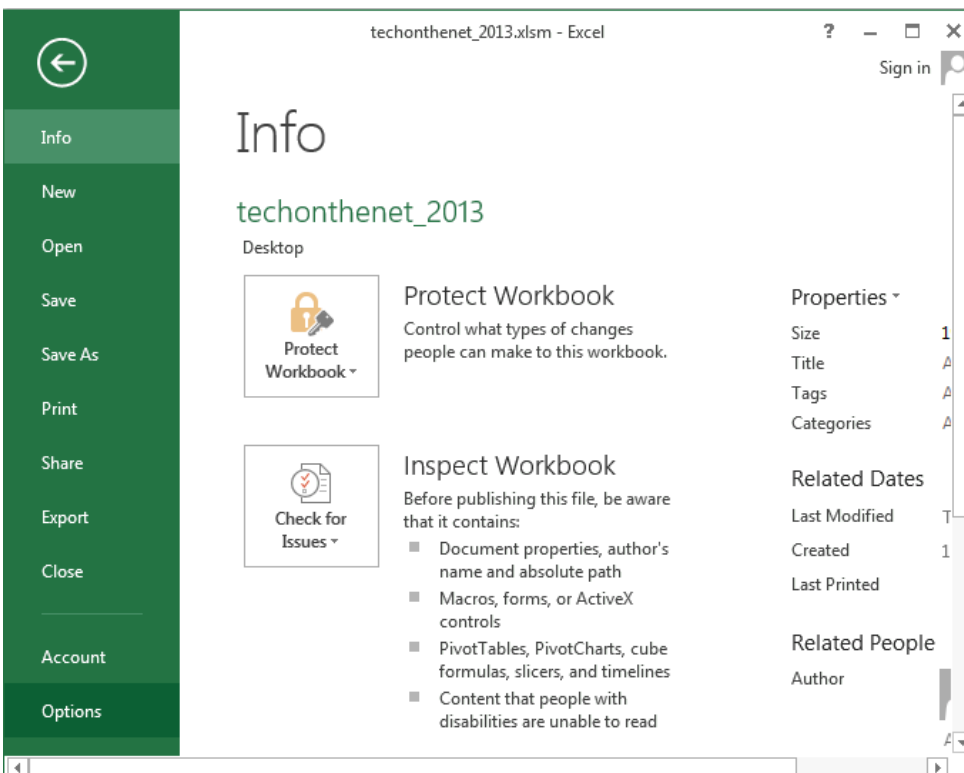 techonthenet_2013.xlsm - Excel
?
Sign in
Info
New
Open
Save
Save As
Print
Share
Export
Close
Account
Options
Info
techonthenet_2013
Desktop
Protect
Workbook
Protect Workbook
Control what types of changes
people can make to this workbook.
Check for
Issues
Inspect Workbook
Before publishing this file, be aware
that it contains:
Document properties, author's
name and absolute path
Macros, forms, or ActiveX
controls
PivotTables, PivotCharts, cube
formulas, slicers, and timelines
Content that people with
disabilities are unable to read
Properties
Size 1
Title
Tags
Categories
Related Dates
Last Modified T
Created 1
Last Printed
Related People
Author